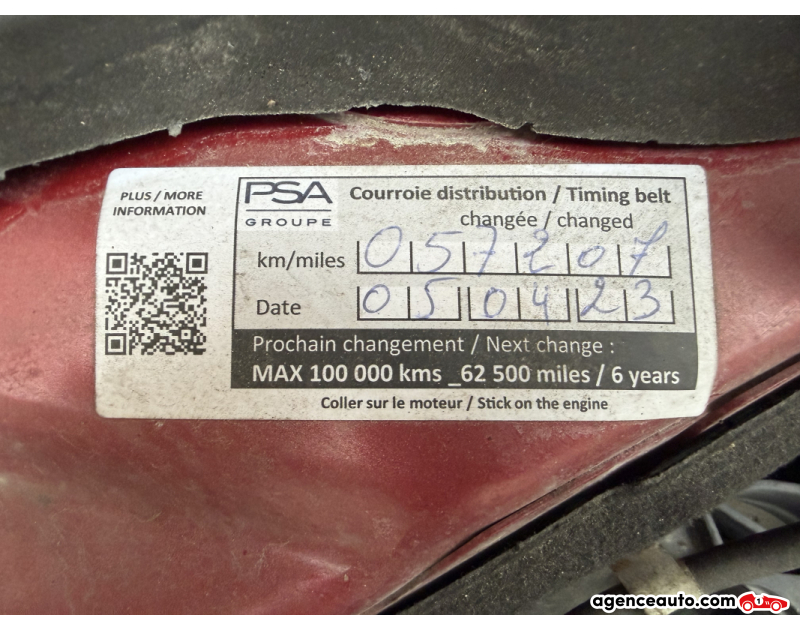 PLUS / MORE
INFORMATION
PSA
GROUPE
Courroie distribution / Timing belt
changée / changed
km/miles 057207
Date 050423
Prochain changement / Next change :
MAX 100 000 kms _62 500 miles / 6 years
Coller sur le moteur / Stick on the engine
agenceauto.com